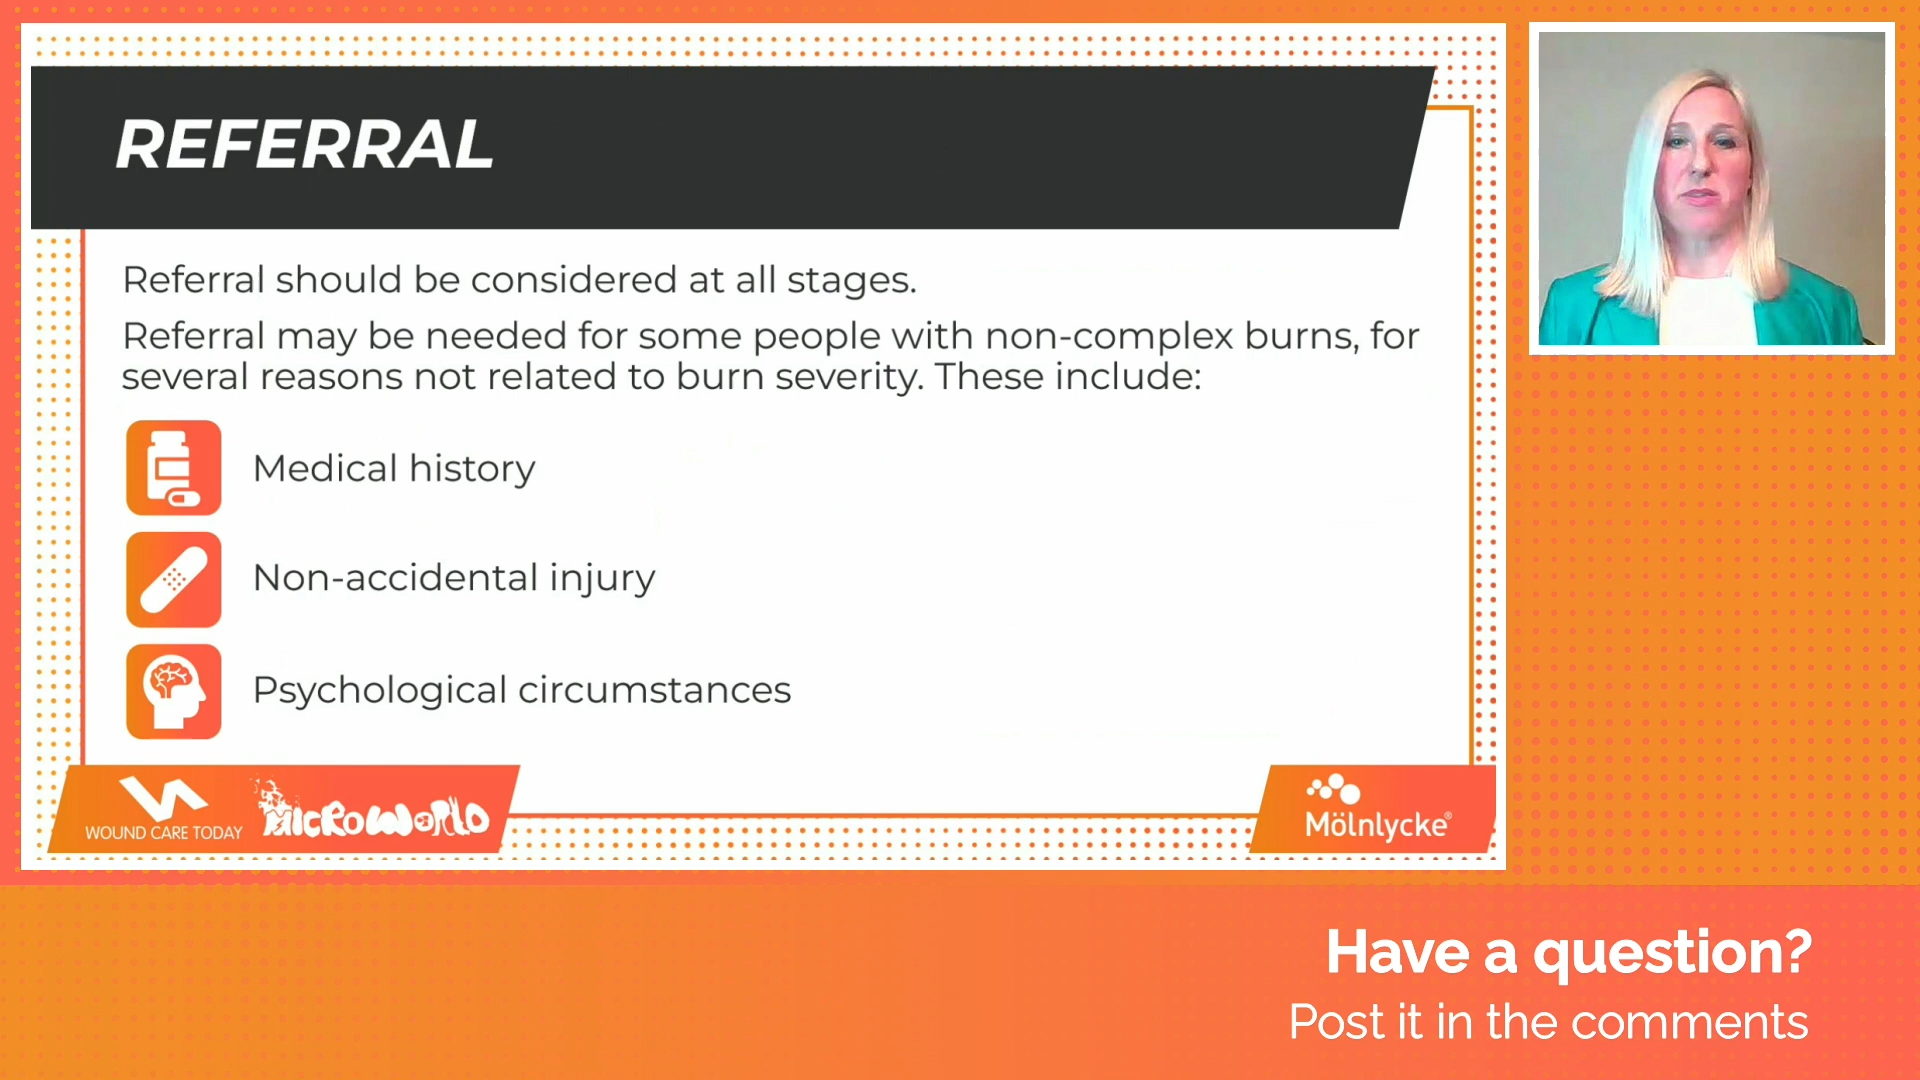 REFERRAL
Referral should be considered at all stages.
Referral may be needed for some people with non-complex burns, for
several reasons not related to burn severity. These include:
Medical history
Non-accidental injury
Psychological circumstances
WOUND CARE TODAY
MICROWORLD
Mölnlycke®
Have a question?
Post it in the comments